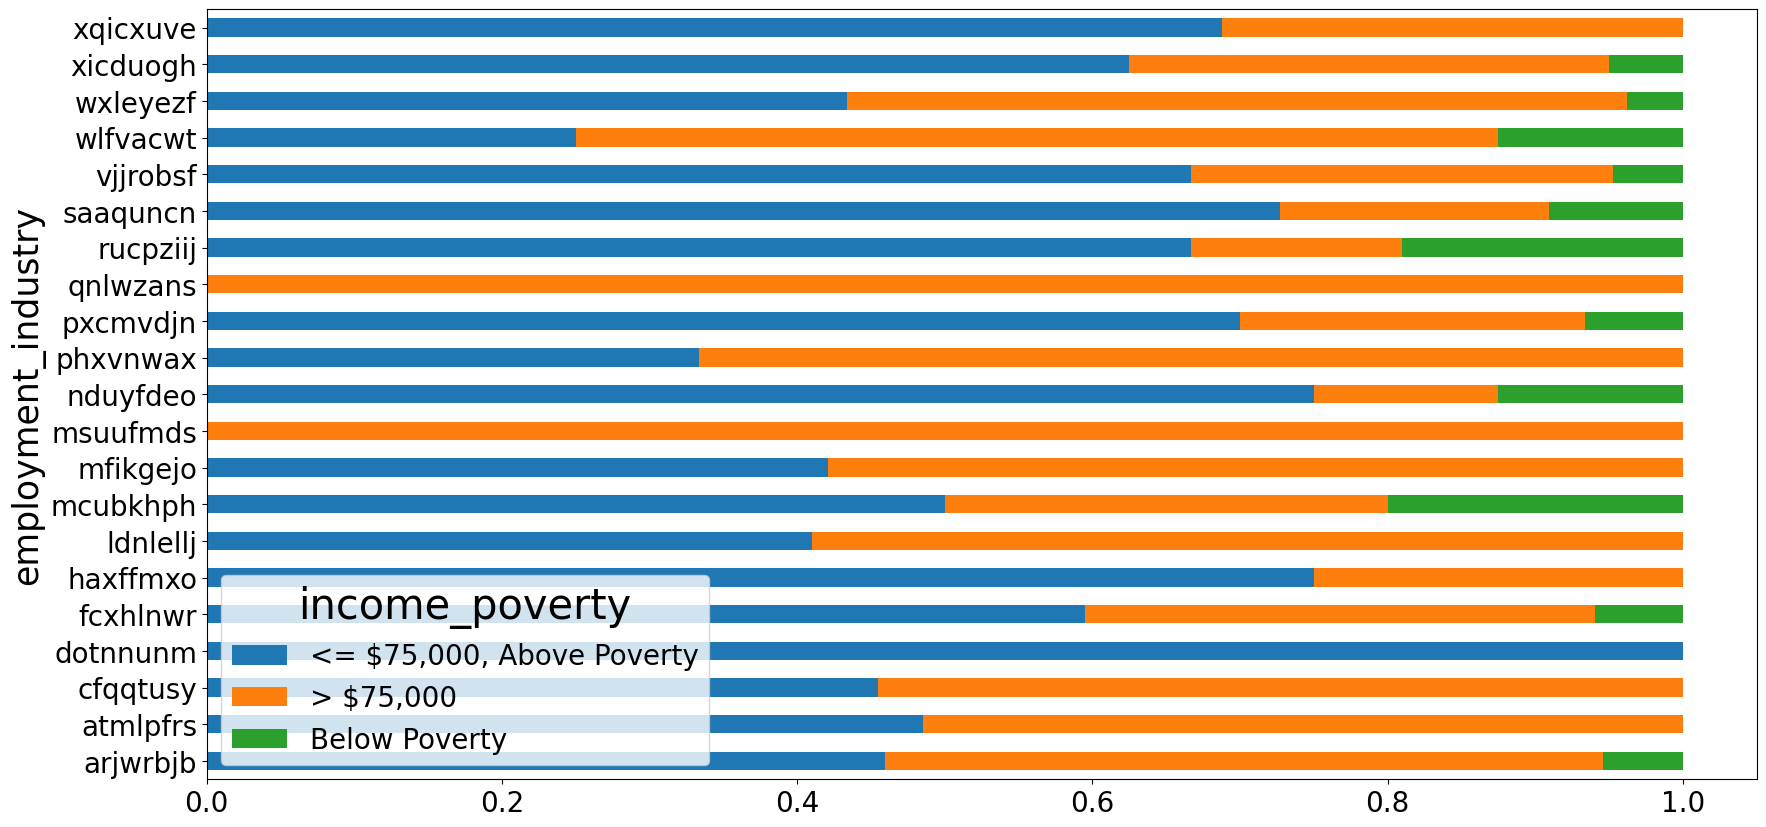 employment_industry
xqicxuve
xicduogh
wxleyezf
wlfvacwt
vjjrobsf
saaquncn
rucpziij
qnlwzans
pxcmvdjn
phxvnwax
nduyfdeo
msuufmds
mfikgejo
mcubkhph
ldnlellj
haxffmxo
fcxhlnwr
dotnnunm
cfqqtusy
atmlpfrs
arjwrbjb
income_poverty
<= $75,000, Above Poverty
> $75,000
Below Poverty
0.0 0.2 0.4 0.6 0.8 1.0